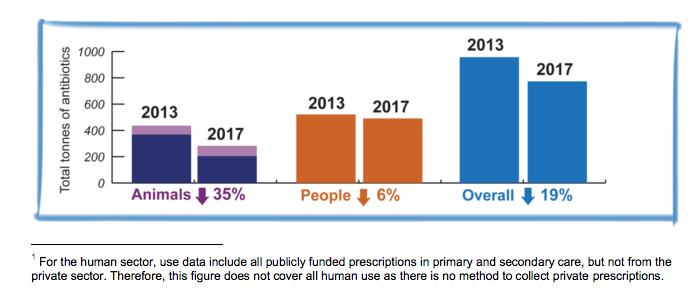 Total tonnes of antibiotics
1000
800
600
400
200
0
2013
2017
2013
2017
2013
2017
Animals 35%
People 6%
Overall 19%
1 For the human sector, use data include all publicly funded prescriptions in primary and secondary care, but not from the
private sector. Therefore, this figure does not cover all human use as there is no method to collect private prescriptions.